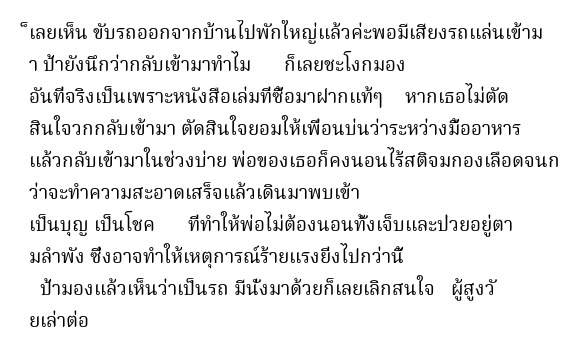 ็เลยเห็น ขับรถออกจากบ้านไปพักใหญ่แล้วค่ะพอมีเสียงรถแล่นเข้าม
า ป้ายังนึกว่ากลับเข้ามาทำไม ก็เลยชะโงกมอง
อันที่จริงเป็นเพราะหนังสือเล่มที่ซื้อมาฝากแท้ๆ หากเธอไม่ตัด
สินใจวกกลับเข้ามา ตัดสินใจยอมให้เพื่อนบ่นว่าระหว่างมื้ออาหาร
แล้วกลับเข้ามาในช่วงบ่าย พ่อของเธอก็คงนอนไร้สติจมกองเลือดจนก
ว่าจะทำความสะอาดเสร็จแล้วเดินมาพบเข้า
เป็นบุญ เป็นโชค ที่ทำให้พ่อไม่ต้องนอนทั้งเจ็บและป่วยอยู่ตา
มลำพัง ซึ่งอาจทำให้เหตุการณ์ร้ายแรงยิ่งไปกว่านี้
ป้ามองแล้วเห็นว่าเป็นรถ มีนั่งมาด้วยก็เลยเลิกสนใจ ผู้สูงวั
ยเล่าต่อ